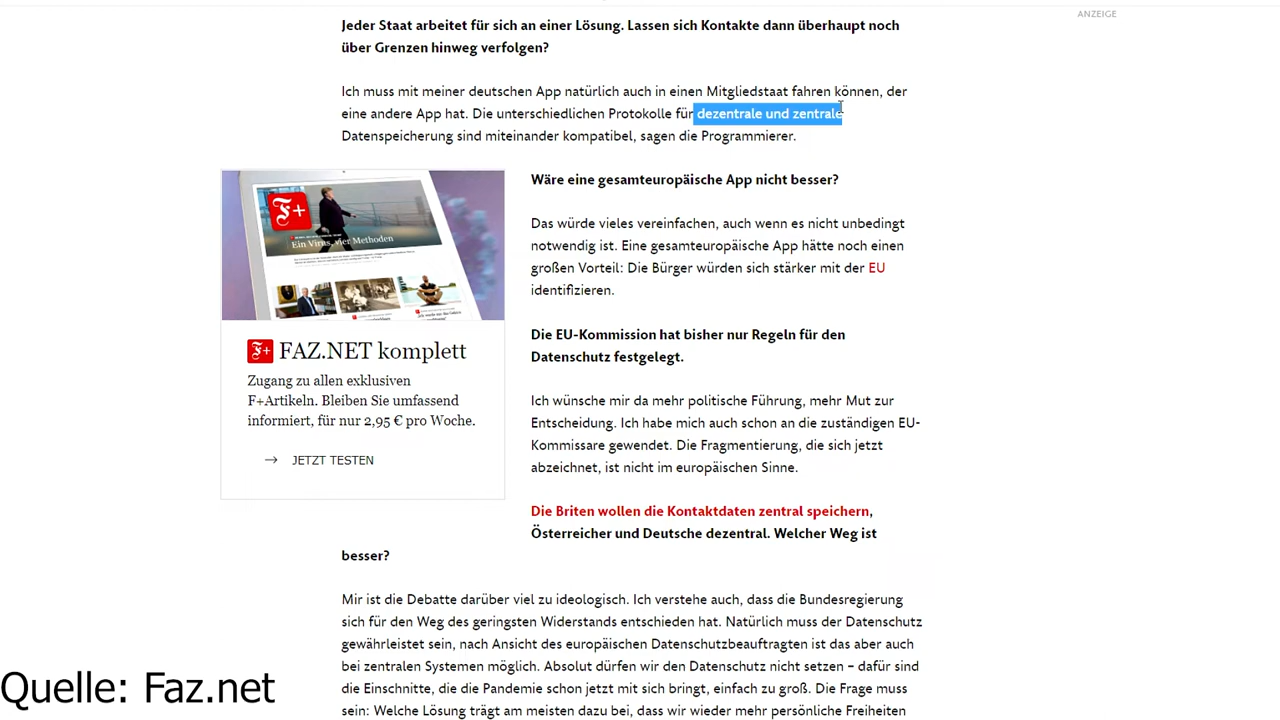 ANZEIGE
Jeder Staat arbeitet für sich an einer Lösung. Lassen sich Kontakte dann überhaupt noch
über Grenzen hinweg verfolgen?
Ich muss mit meiner deutschen App natürlich auch in einen Mitgliedstaat fahren können, der
eine andere App hat. Die unterschiedlichen Protokolle für dezentrale und zentrale
Datenspeicherung sind miteinander kompatibel, sagen die Programmierer.
F+
Ein Virus, vier Methoden
F+ FAZ.NET komplett
Zugang zu allen exklusiven
F+Artikeln. Bleiben Sie umfassend
informiert, für nur 2,95 € pro Woche.
→ JETZT TESTEN
Wäre eine gesamteuropäische App nicht besser?
Das würde vieles vereinfachen, auch wenn es nicht unbedingt
notwendig ist. Eine gesamteuropäische App hätte noch einen
großen Vorteil: Die Bürger würden sich stärker mit der EU
identifizieren.
Die EU-Kommission hat bisher nur Regeln für den
Datenschutz festgelegt.
Ich wünsche mir da mehr politische Führung, mehr Mut zur
Entscheidung. Ich habe mich auch schon an die zuständigen EU-
Kommissare gewendet. Die Fragmentierung, die sich jetzt
abzeichnet, ist nicht im europäischen Sinne.
Die Briten wollen die Kontaktdaten zentral speichern,
Österreicher und Deutsche dezentral. Welcher Weg ist
besser?
Mir ist die Debatte darüber viel zu ideologisch. Ich verstehe auch, dass die Bundesregierung
sich für den Weg des geringsten Widerstands entschieden hat. Natürlich muss der Datenschutz
gewährleistet sein, nach Ansicht des europäischen Datenschutzbeauftragten ist das aber auch
bei zentralen Systemen möglich. Absolut dürfen wir den Datenschutz nicht setzen – dafür sind
die Einschnitte, die die Pandemie schon jetzt mit sich bringt, einfach zu groß. Die Frage muss
sein: Welche Lösung trägt am meisten dazu bei, dass wir wieder mehr persönliche Freiheiten
Quelle: Faz.net